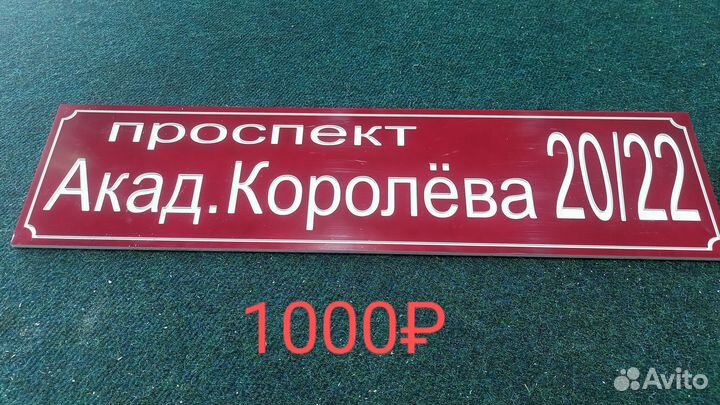 проспект
Акад.Королёва 20/22
1000₽
Avito